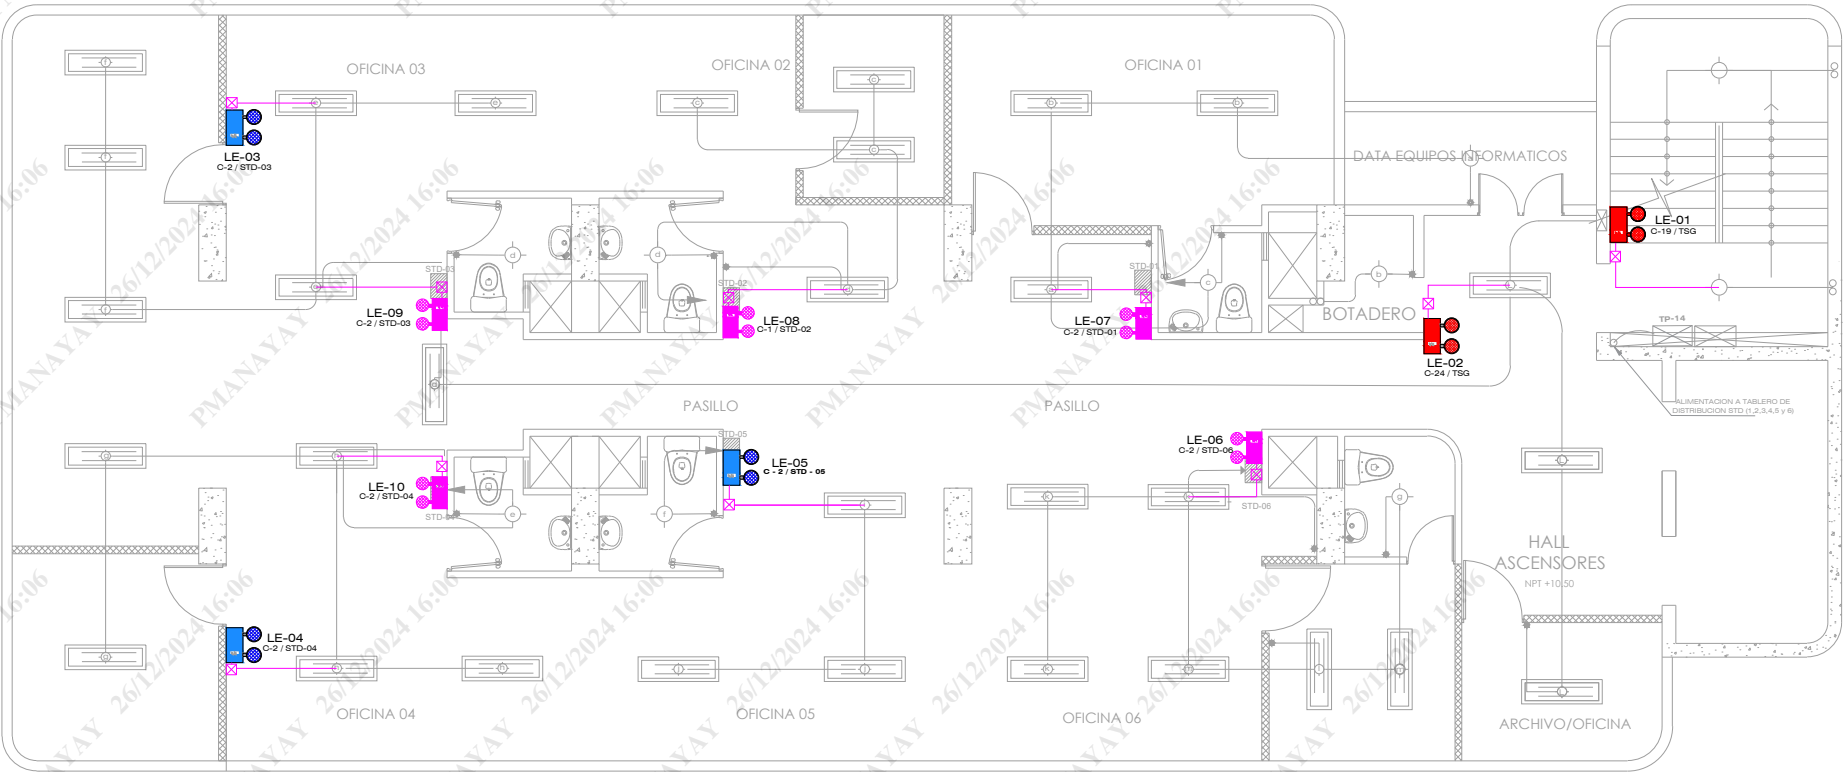 OFICINA 03
OFICINA 02
OFICINA 01
DATA EQUIPOS INFORMATICOS
LE-03
C-2 / STD-03
LE-01
C-19 / TSG
STD-03
STD-02
STD-01
LE-09
C-2 / STD-03
LE-08
C-1 / STD-02
LE-07
C-2 / STD-01
BOTADERO
TP-14
LE-02
C-24 / TSG
PASILLO
PASILLO
ALIMENTACION A TABLERO DE
DISTRIBUCION STD (1,2,3,4,5 y 6)
STD-05
LE-06
C-2 / STD-06
LE-05
C - 2 / STD - 05
LE-10
C-2 / STD-04
STD-04
STD-06
HALL
ASCENSORES
NPT +10.50
LE-04
C-2 / STD-04
OFICINA 04
OFICINA 05
OFICINA 06
ARCHIVO/OFICINA
PMANAYAY 26/12/2024 16:06